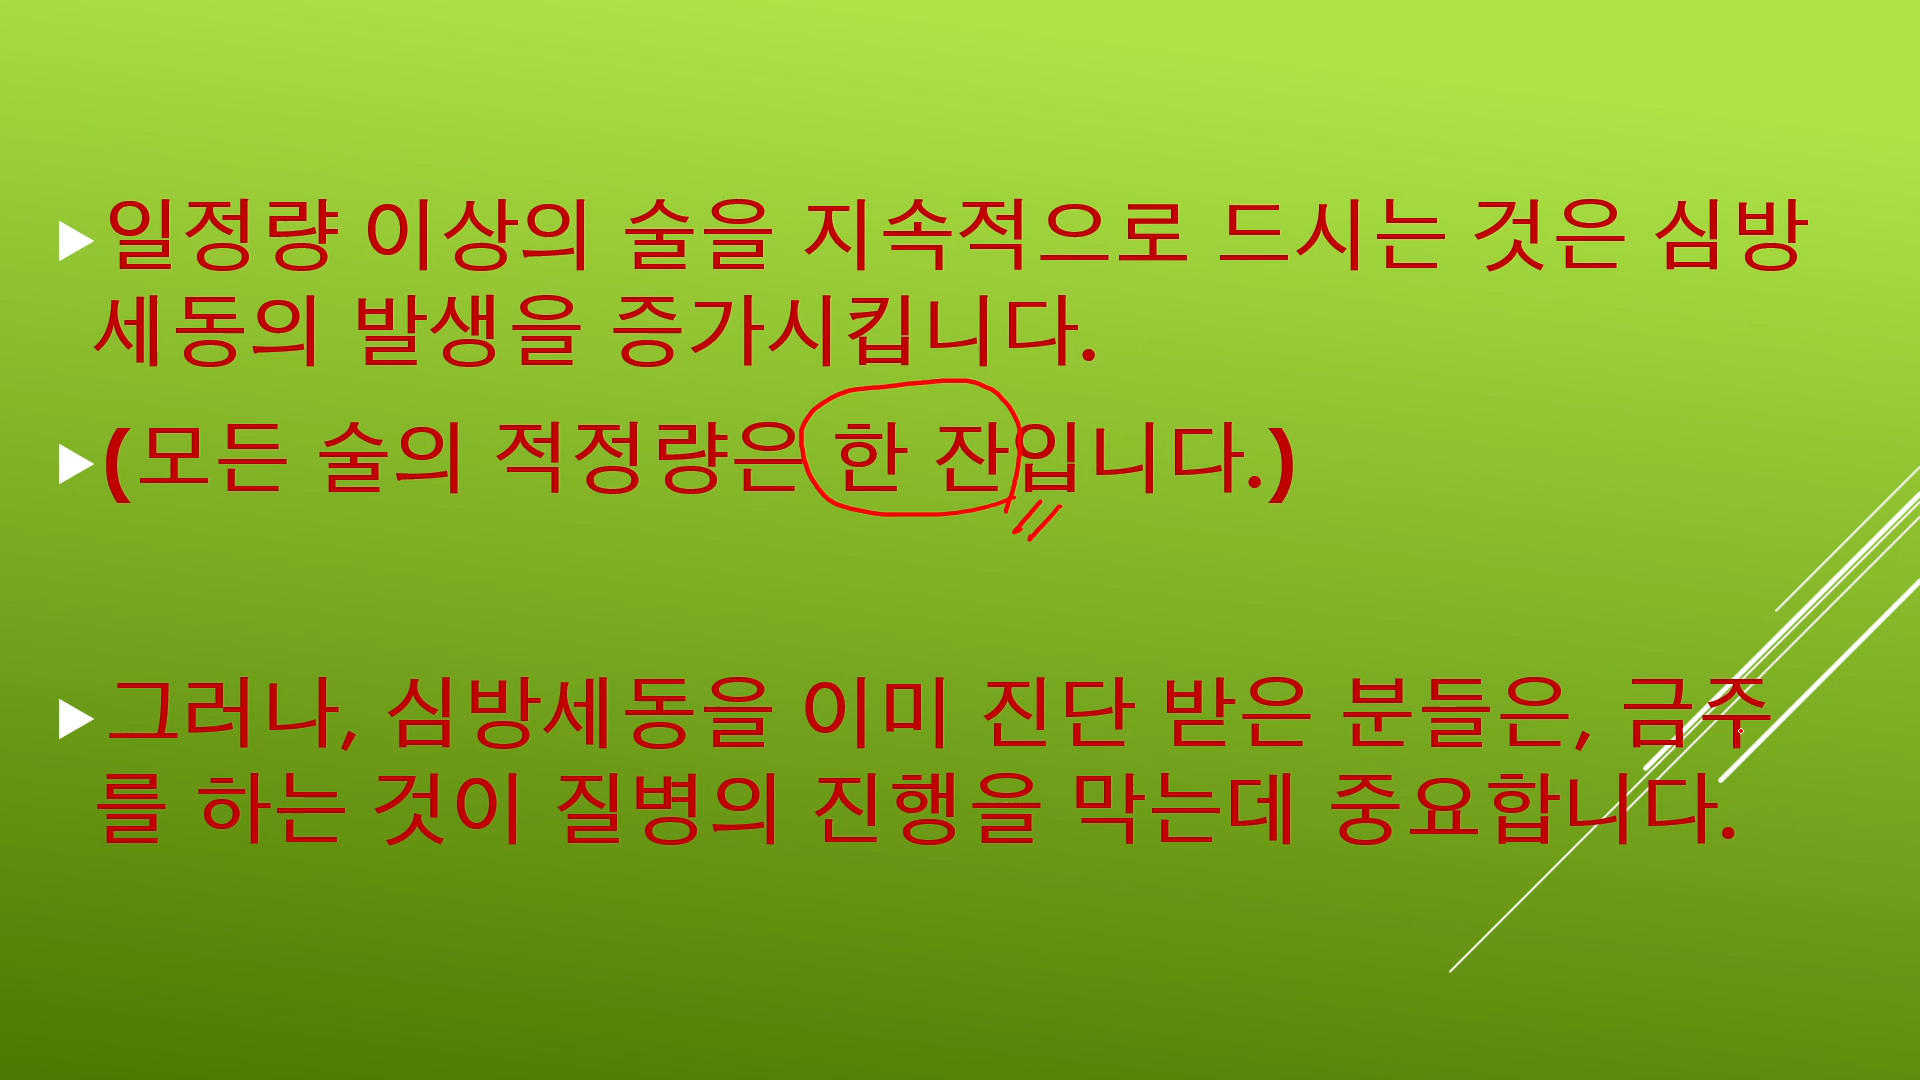 일정량 이상의 술을 지속적으로 드시는 것은 심방
세동의 발생을 증가시킵니다.
(모든 술의 적정량은 한 잔입니다.)
그러나, 심방세동을 이미 진단 받은 분들은, 금주
를 하는 것이 질병의 진행을 막는데 중요합니다.